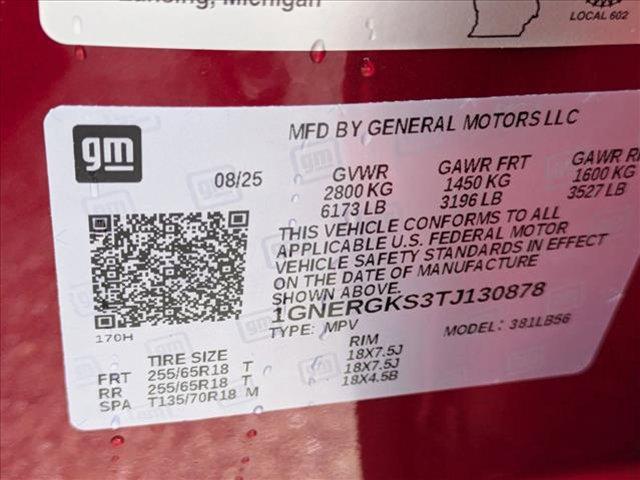 Lansing, Michigan
LOCAL 602
gm
MFD BY GENERAL MOTORS LLC
08/25
GVWR GAWR FRT GAWR
2800 KG 1450 KG 1600 KG
6173 LB 3196 LB 3527 LB
THIS VEHICLE CONFORMS TO ALL
APPLICABLE U.S. FEDERAL MOTOR
VEHICLE SAFETY STANDARDS IN EFFECT
ON THE DATE OF MANUFACTURE
SHOWN ABOVE.
1GNERGKS3TJ130878
170H
TYPE: MPV MODEL: 381LB56
TIRE SIZE RIM
FRT 255/65R18 T 18X7.5J
RR 255/65R18 T 18X7.5J
SPA T135/70R18 M 18X4.5B